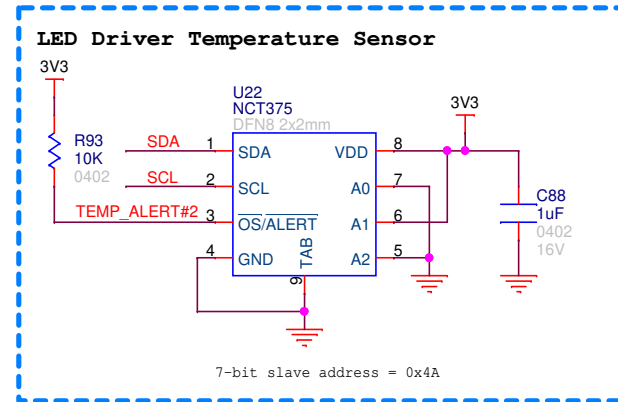 LED Driver Temperature Sensor
3V3
U22
NCT375
DFN8 2x2mm
3V3
R93
10K
0402
SDA
SCL
TEMP_ALERT#2
1
2
3
4
SDA
SCL
OS/ALERT
GND
TAB
9
VDD
A0
A1
A2
8
7
6
5
C88
1uF
0402
16V
7-bit slave address = 0x4A